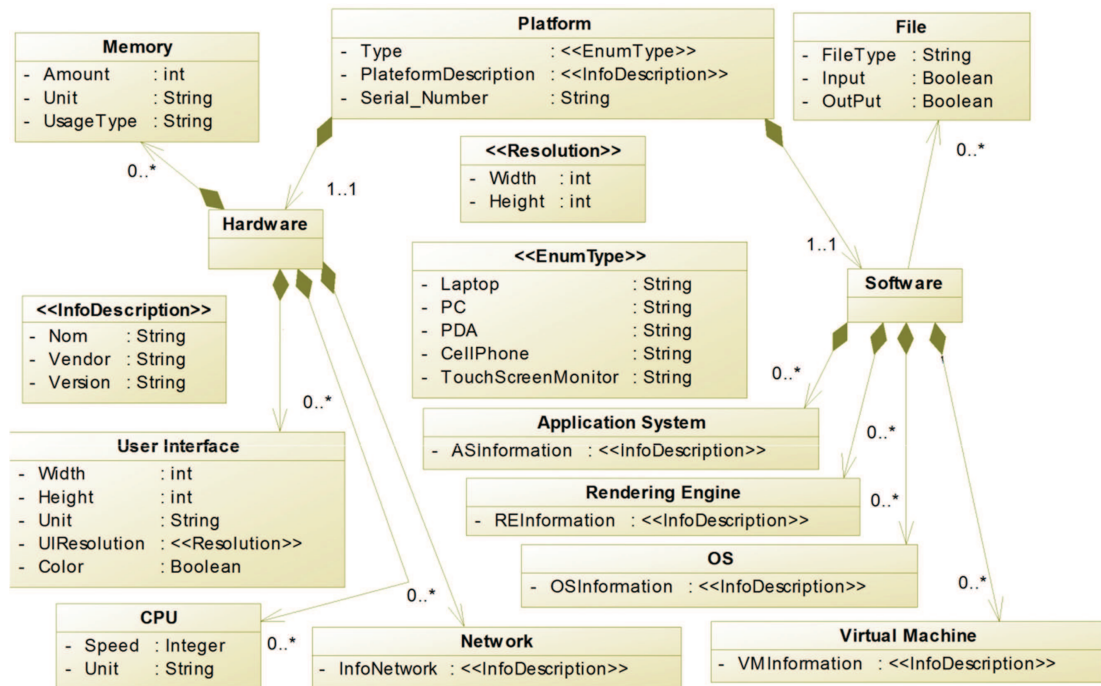 Memory
- Amount : int
- Unit : String
- UsageType : String
Platform
- Type : <<EnumType>>
- PlateformDescription : <<InfoDescription>>
- Serial_Number : String
File
- FileType : String
- Input : Boolean
- OutPut : Boolean
0..*
1..1
<<Resolution>>
- Width : int
- Height : int
0..*
1..1
Hardware
<<EnumType>>
- Laptop : String
- PC : String
- PDA : String
- CellPhone : String
- TouchScreenMonitor : String
Software
<<InfoDescription>>
- Nom : String
- Vendor : String
- Version : String
0..*
0..*
Application System
- ASInformation : <<InfoDescription>>
0..*
User Interface
- Width : int
- Height : int
- Unit : String
- UIResolution : <<Resolution>>
- Color : Boolean
Rendering Engine
- REInformation : <<InfoDescription>>
0..*
OS
- OSInformation : <<InfoDescription>>
0..*
0..*
CPU
- Speed : Integer
- Unit : String
0..*
Network
- InfoNetwork : <<InfoDescription>>
Virtual Machine
- VMInformation : <<InfoDescription>>